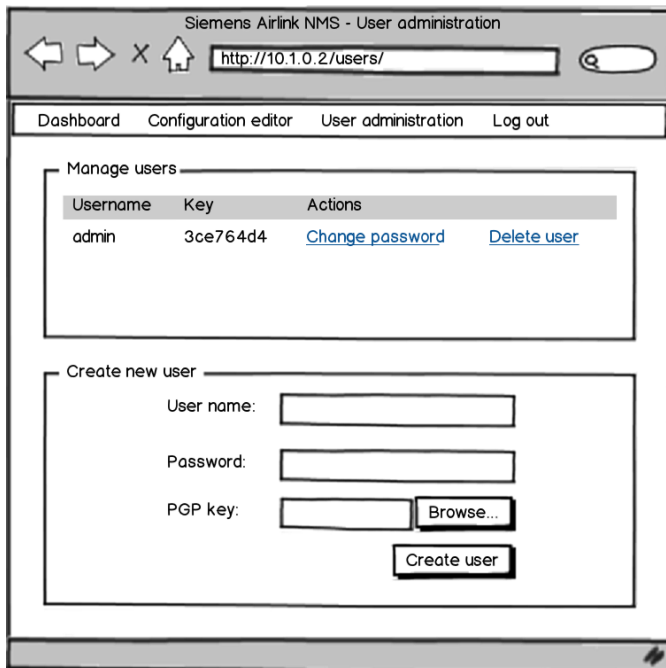 Siemens Airlink NMS - User administration
http://10.1.0.2/users/
Dashboard Configuration editor User administration Log out
Manage users
Username Key Actions
admin 3ce764d4 Change password Delete user
Create new user
User name:
Password:
PGP key: Browse...
Create user